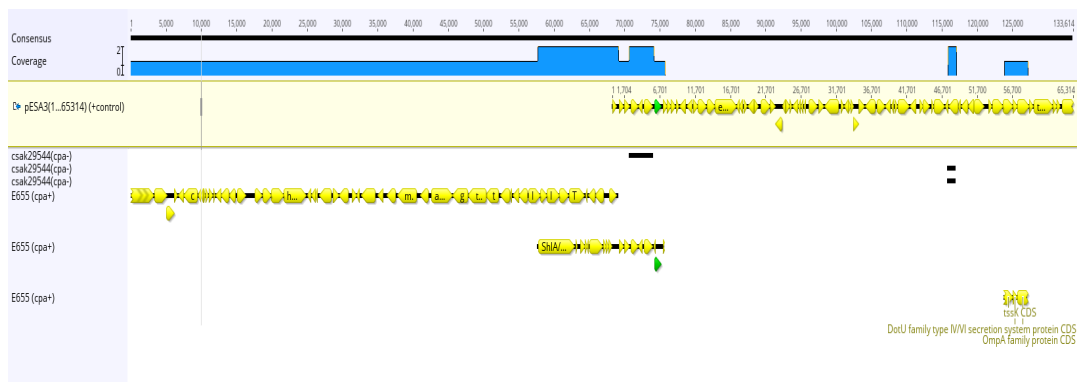 1 5,000 10,000 15,000 20,000 25,000 30,000 35,000 40,000 45,000 50,000 55,000 60,000 65,000 70,000 75,000 80,000 85,000 90,000 95,000 100,000 105,000 110,000 115,000 120,000 125,000 133,614
Consensus
2
Coverage
0
1 1,704 6,701 11,701 16,701 21,701 26,701 31,701 36,701 41,701 46,701 51,701 56,701 65,314
pESA3(1...65314) (+control) e... t...
csak29544(cpa-)
csak29544(cpa-)
csak29544(cpa-)
E655 (cpa+) c h... m. a... g t.. t I I T
E655 (cpa+) ShlA/...
E655 (cpa+)
tssK CDS
DotU family type IV/VI secretion system protein CDS
OmpA family protein CDS